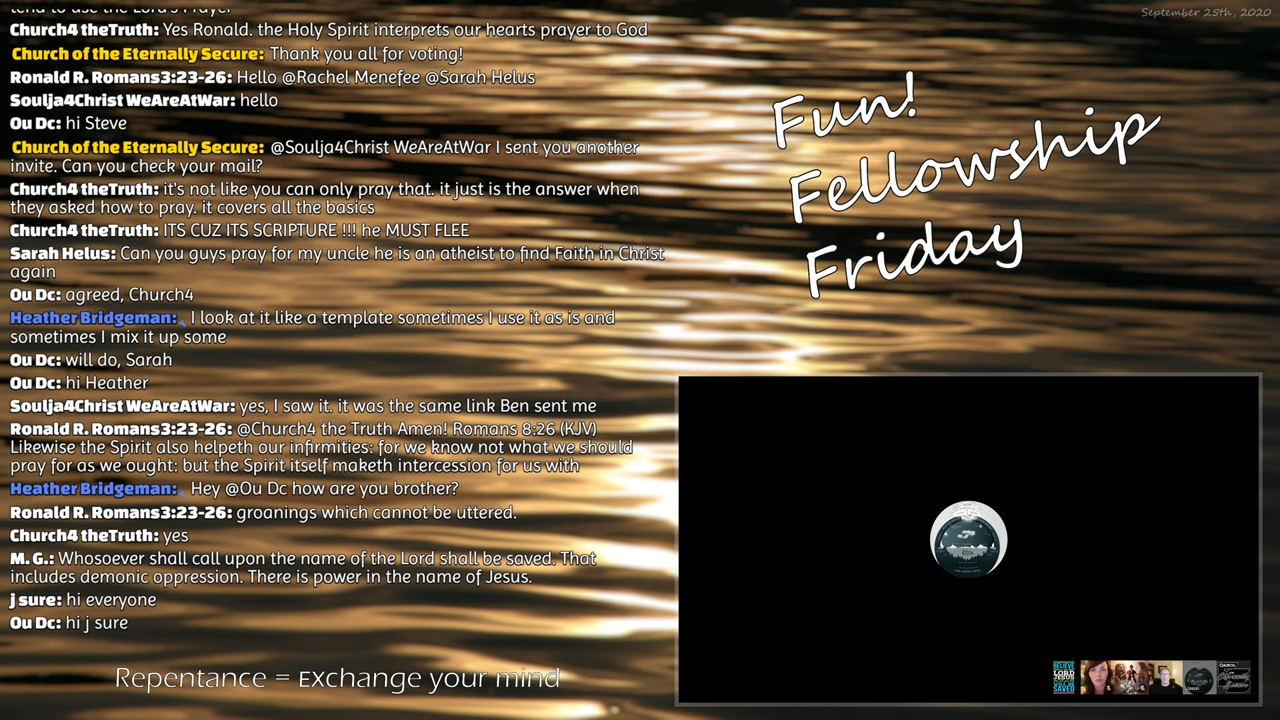 tend to use the Lord's Prayer
September 25th, 2020
Church4 theTruth: Yes Ronald. the Holy Spirit interprets our hearts prayer to God
Church of the Eternally Secure: Thank you all for voting!
Ronald R. Romans3:23-26: Hello @Rachel Menefee @Sarah Helus
Soulja4Christ WeAreAtWar: hello
Ou Dc: hi Steve
Church of the Eternally Secure: @Soulja4Christ WeAreAtWar I sent you another
invite. Can you check your mail?
Church4 theTruth: it's not like you can only pray that. it just is the answer when
they asked how to pray. it covers all the basics
Church4 theTruth: ITS CUZ ITS SCRIPTURE !!! he MUST FLEE
Sarah Helus: Can you guys pray for my uncle he is an atheist to find Faith in Christ
again
Ou Dc: agreed, Church4
Heather Bridgeman: I look at it like a template sometimes I use it as is and
sometimes I mix it up some
Ou Dc: will do, Sarah
Ou Dc: hi Heather
Soulja4Christ WeAreAtWar: yes, I saw it. it was the same link Ben sent me
Ronald R. Romans3:23-26: @Church4 the Truth Amen! Romans 8:26 (KJV)
Likewise the Spirit also helpeth our infirmities: for we know not what we should
pray for as we ought: but the Spirit itself maketh intercession for us with
Heather Bridgeman: Hey @Ou Dc how are you brother?
Ronald R. Romans3:23-26: groanings which cannot be uttered.
Church4 theTruth: yes
M. G.: Whosoever shall call upon the name of the Lord shall be saved. That
includes demonic oppression. There is power in the name of Jesus.
j sure: hi everyone
Ou Dc: hi j sure
Repentance = Exchange your mind
Fun!
Fellowship
Friday
BELIEVE
LORD
JESUS
SAVED
Jason
CHURCH